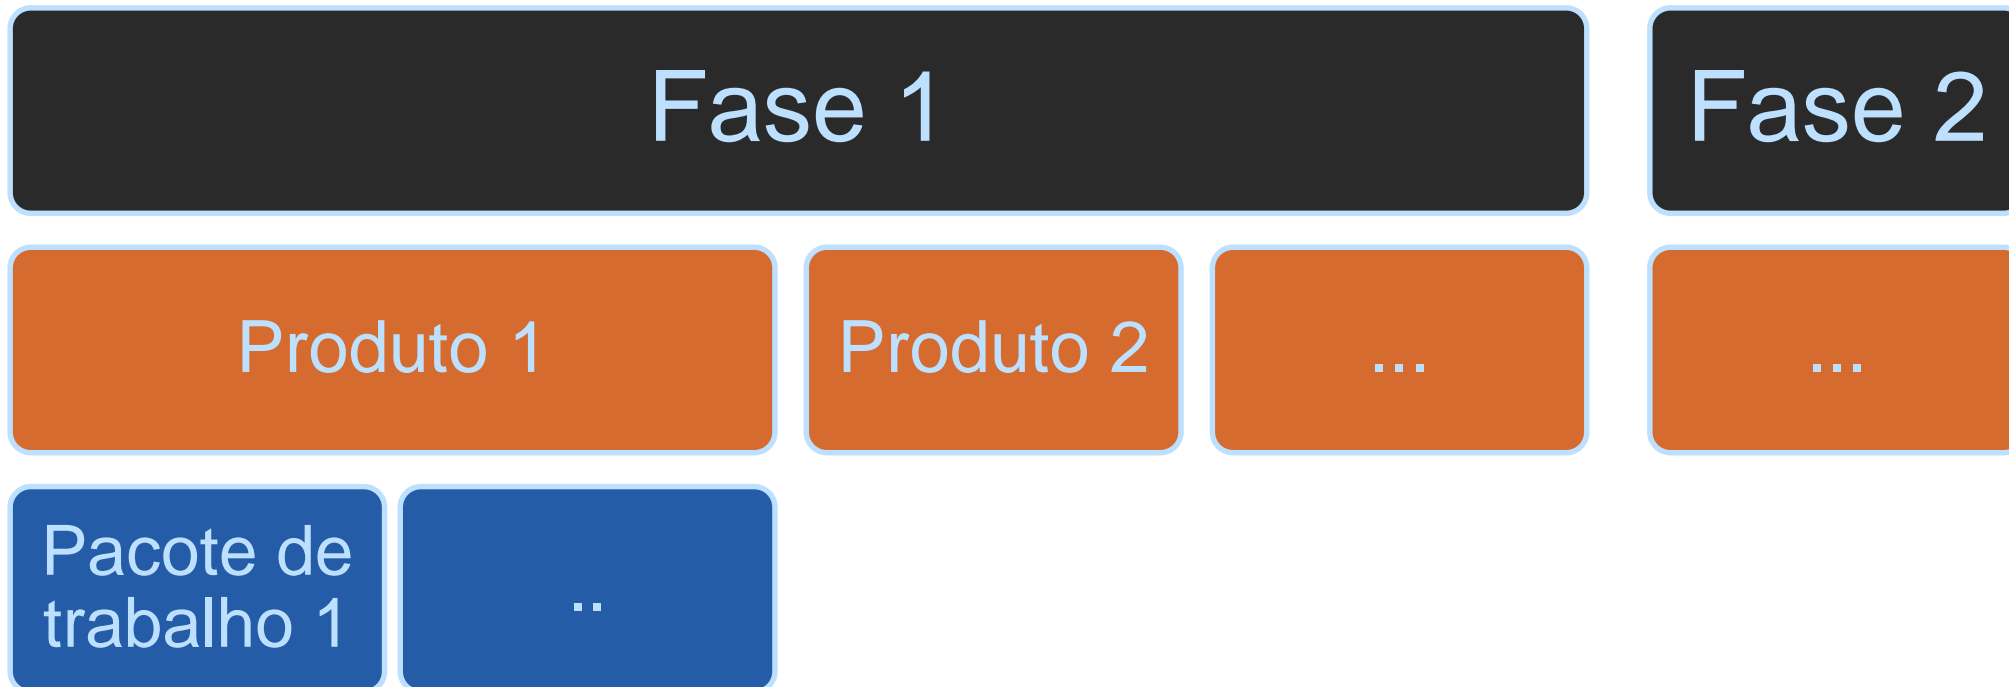 Fase 1
Fase 2
Produto 1
Produto 2
...
...
Pacote de
trabalho 1
..